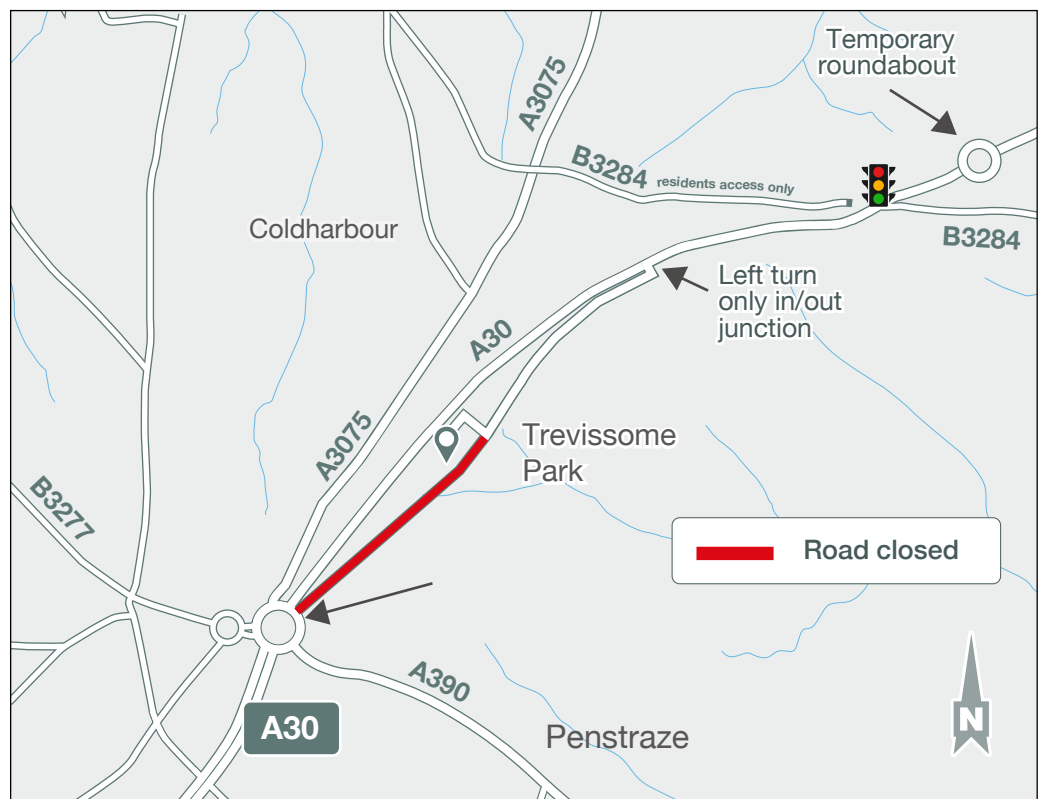 Temporary
roundabout
A3075
B3284 residents access only
B3284
Coldharbour
Left turn
only in/out
junction
A30
A3075
Trevissome
Park
B3277
Road closed
A390
A30
Penstraze
N